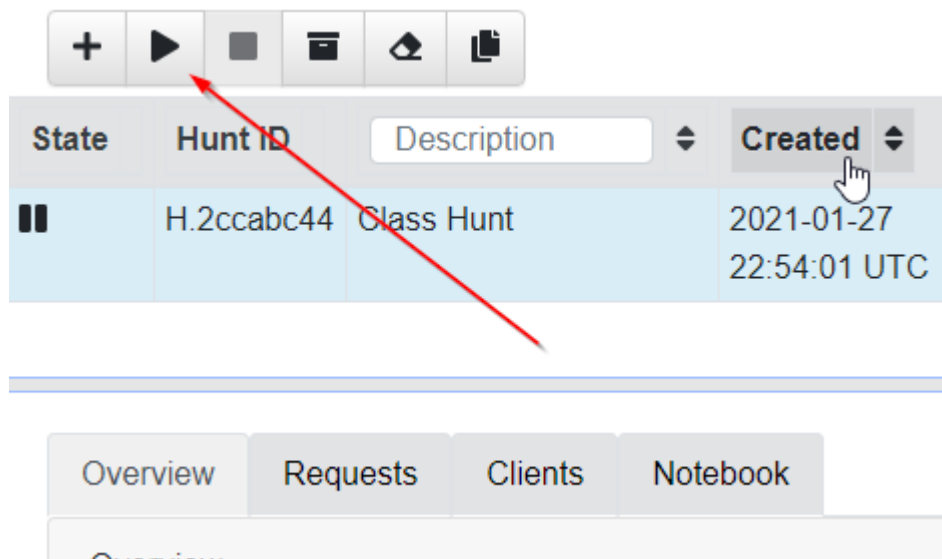 State Hunt ID Description Created
H.2ccabc44 Class Hunt 2021-01-27
22:54:01 UTC
Overview Requests Clients Notebook
Overview